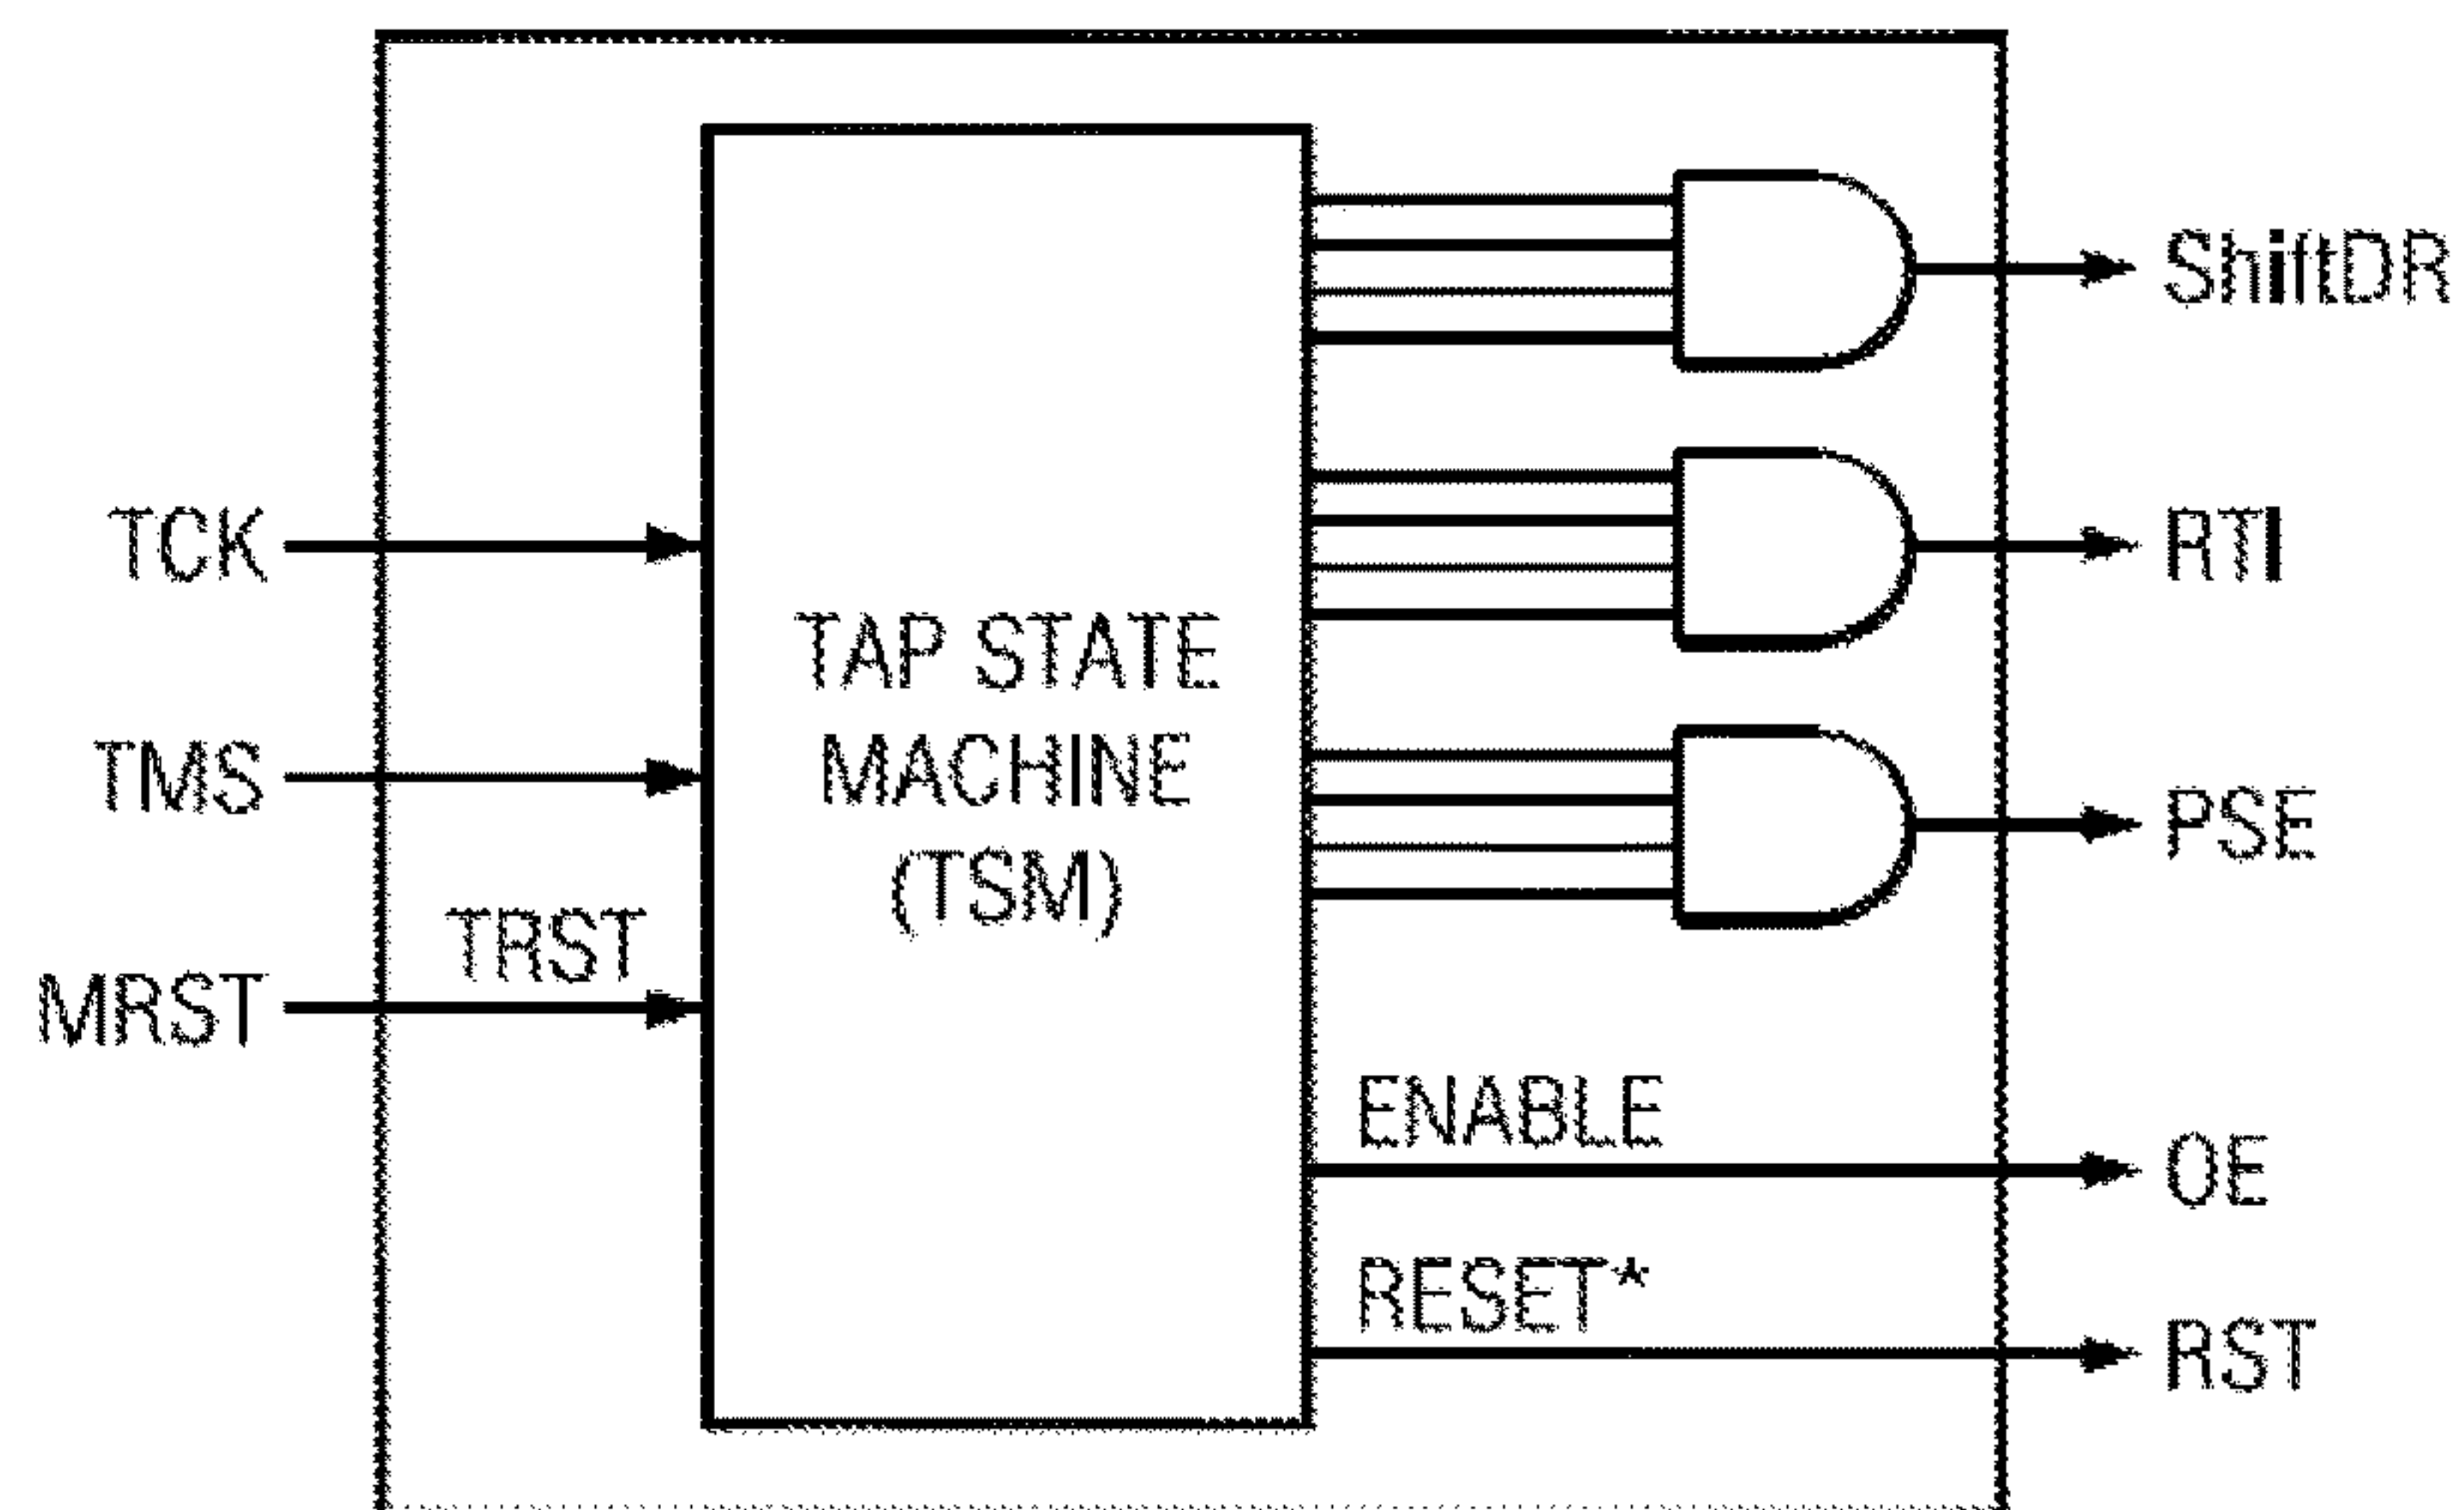 TCK
TMS
MRST
TRST
TAP STATE
MACHINE
(TSM)
ENABLE
RESET*
ShiftDR
RTI
PSE
OE
RST